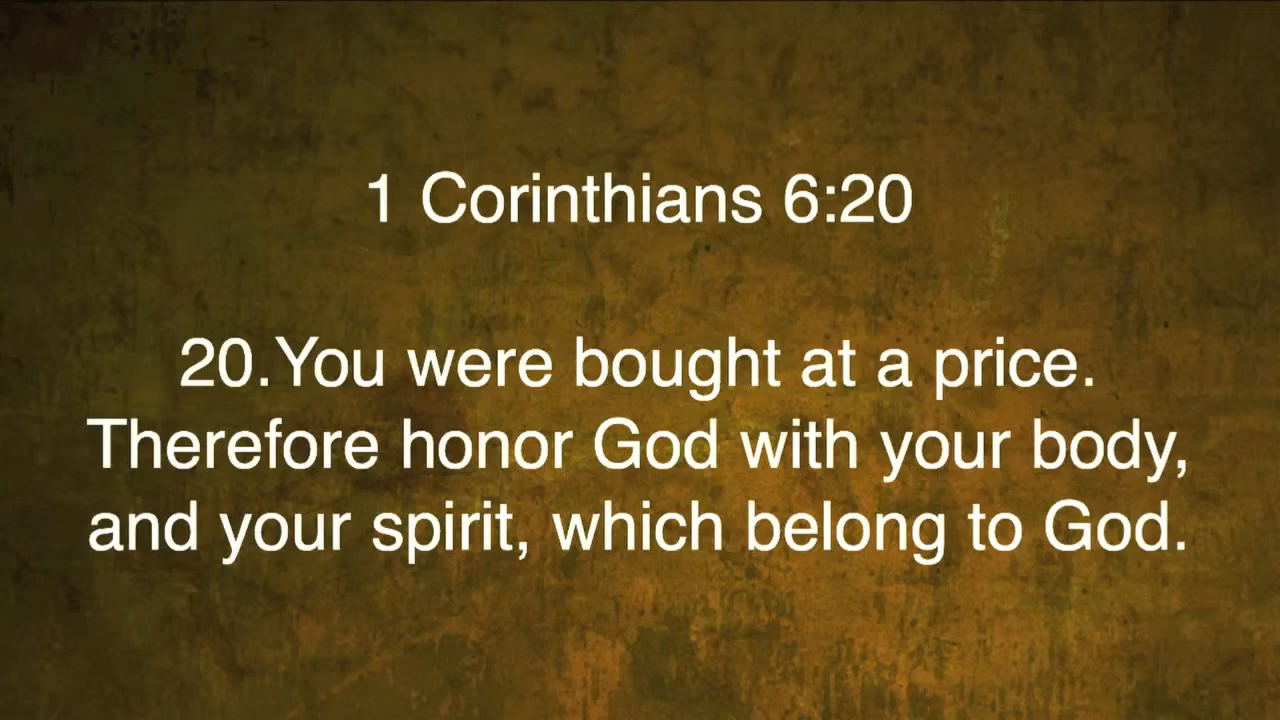 1 Corinthians 6:20
20.You were bought at a price.
Therefore honor God with your body,
and your spirit, which belong to God.